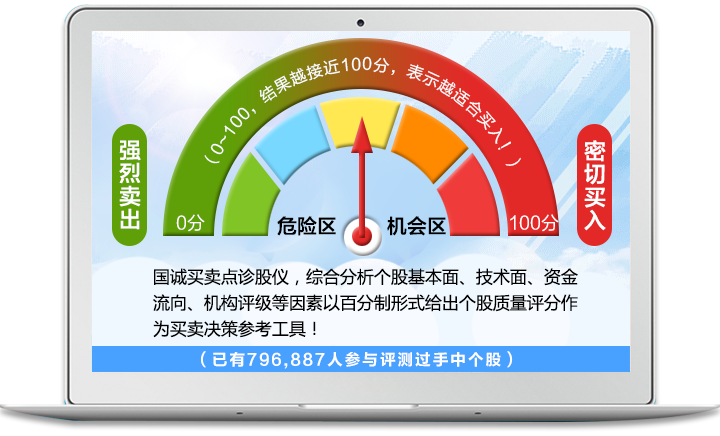 （0~100，结果越接近100分，表示越适合买入！）
强烈卖出
密切买入
0分
危险区
机会区
100分
国诚买卖点诊股仪，综合分析个股基本面、技术面、资金
流向、机构评级等因素以百分制形式给出个股质量评分作
为买卖决策参考工具！
（已有796,887人参与评测过手中个股）